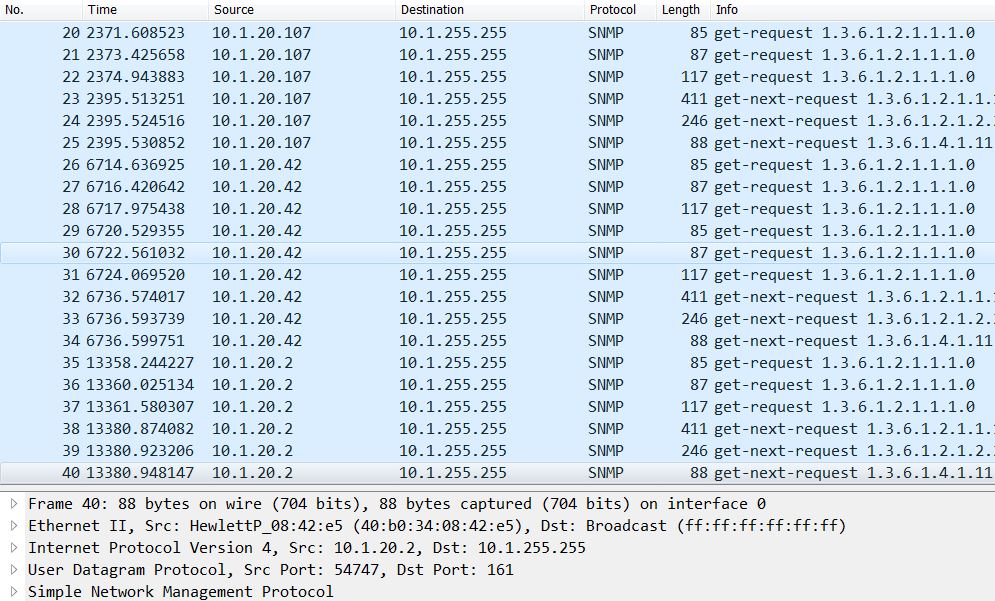 No. Time Source Destination Protocol Length Info
20 2371.608523 10.1.20.107 10.1.255.255 SNMP 85 get-request 1.3.6.1.2.1.1.1.0
21 2373.425658 10.1.20.107 10.1.255.255 SNMP 87 get-request 1.3.6.1.2.1.1.1.0
22 2374.943883 10.1.20.107 10.1.255.255 SNMP 117 get-request 1.3.6.1.2.1.1.1.0
23 2395.513251 10.1.20.107 10.1.255.255 SNMP 411 get-next-request 1.3.6.1.2.1.1.
24 2395.524516 10.1.20.107 10.1.255.255 SNMP 246 get-next-request 1.3.6.1.2.1.2.
25 2395.530852 10.1.20.107 10.1.255.255 SNMP 88 get-next-request 1.3.6.1.4.1.11
26 6714.636925 10.1.20.42 10.1.255.255 SNMP 85 get-request 1.3.6.1.2.1.1.1.0
27 6716.420642 10.1.20.42 10.1.255.255 SNMP 87 get-request 1.3.6.1.2.1.1.1.0
28 6717.975438 10.1.20.42 10.1.255.255 SNMP 117 get-request 1.3.6.1.2.1.1.1.0
29 6720.529355 10.1.20.42 10.1.255.255 SNMP 85 get-request 1.3.6.1.2.1.1.1.0
30 6722.561032 10.1.20.42 10.1.255.255 SNMP 87 get-request 1.3.6.1.2.1.1.1.0
31 6724.069520 10.1.20.42 10.1.255.255 SNMP 117 get-request 1.3.6.1.2.1.1.1.0
32 6736.574017 10.1.20.42 10.1.255.255 SNMP 411 get-next-request 1.3.6.1.2.1.1.
33 6736.593739 10.1.20.42 10.1.255.255 SNMP 246 get-next-request 1.3.6.1.2.1.2.
34 6736.599751 10.1.20.42 10.1.255.255 SNMP 88 get-next-request 1.3.6.1.4.1.11
35 13358.244227 10.1.20.2 10.1.255.255 SNMP 85 get-request 1.3.6.1.2.1.1.1.0
36 13360.025134 10.1.20.2 10.1.255.255 SNMP 87 get-request 1.3.6.1.2.1.1.1.0
37 13361.580307 10.1.20.2 10.1.255.255 SNMP 117 get-request 1.3.6.1.2.1.1.1.0
38 13380.874082 10.1.20.2 10.1.255.255 SNMP 411 get-next-request 1.3.6.1.2.1.1.
39 13380.923206 10.1.20.2 10.1.255.255 SNMP 246 get-next-request 1.3.6.1.2.1.2.
40 13380.948147 10.1.20.2 10.1.255.255 SNMP 88 get-next-request 1.3.6.1.4.1.11
Frame 40: 88 bytes on wire (704 bits), 88 bytes captured (704 bits) on interface 0
Ethernet II, Src: HewlettP_08:42:e5 (40:b0:34:08:42:e5), Dst: Broadcast (ff:ff:ff:ff:ff:ff)
Internet Protocol Version 4, Src: 10.1.20.2, Dst: 10.1.255.255
User Datagram Protocol, Src Port: 54747, Dst Port: 161
Simple Network Management Protocol